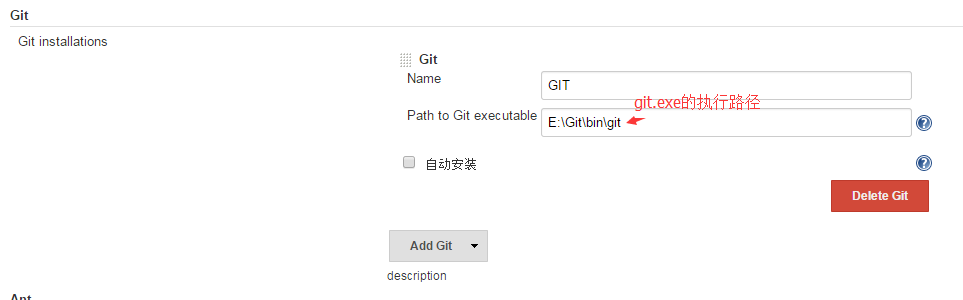 Git
Git installations
Git
Name
GIT
git.exe的执行路径
Path to Git executable
E:\Git\bin\git
自动安装
Delete Git
Add Git
description
Ant